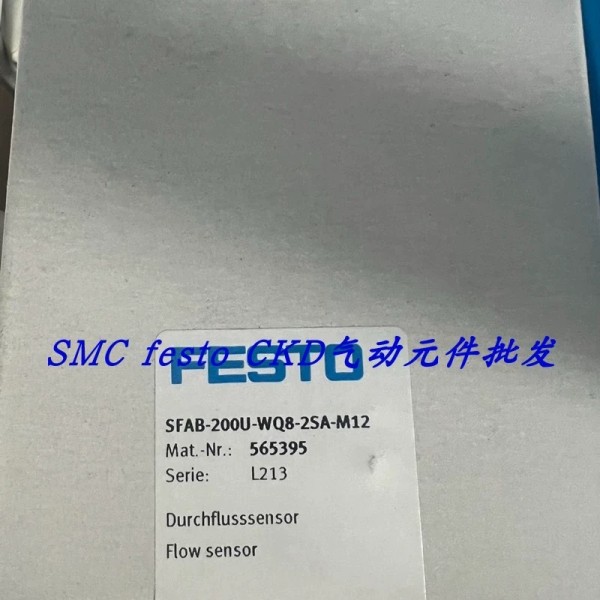 SMC festo CKD气动元件批发
FESTO
SFAB-200U-WQ8-2SA-M12
Mat.-Nr.: 565395
Serie: L213
Durchflusssensor
Flow sensor